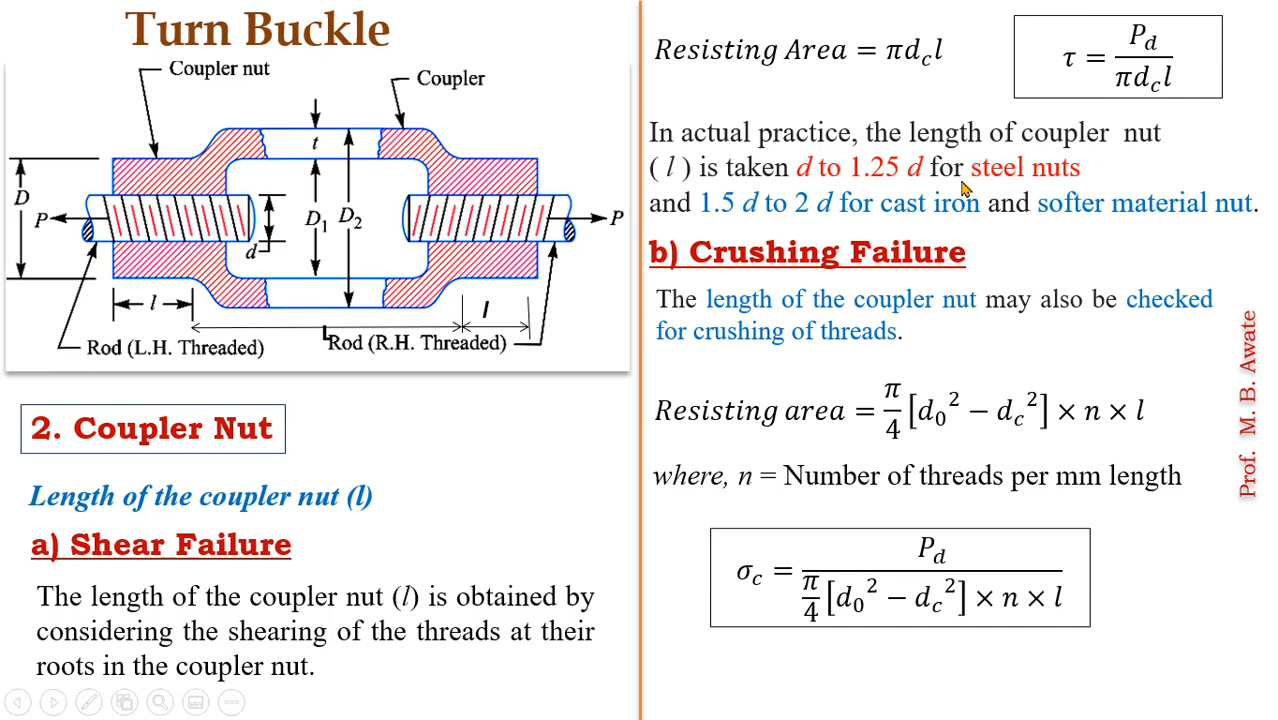 Turn Buckle
Coupler nut
Coupler
t
D
P
D₁
D₂
P
d
l
l
L
Rod (L.H. Threaded)
Rod (R.H. Threaded)
2. Coupler Nut
Length of the coupler nut (l)
a) Shear Failure
The length of the coupler nut (l) is obtained by
considering the shearing of the threads at their
roots in the coupler nut.
Resisting Area = πd_c l
τ = P_d / πd_c l
In actual practice, the length of coupler nut
( l ) is taken d to 1.25 d for steel nuts
and 1.5 d to 2 d for cast iron and softer material nut.
b) Crushing Failure
The length of the coupler nut may also be checked
for crushing of threads.
Resisting area = π/4 [d₀² − d_c²] × n × l
where, n = Number of threads per mm length
σ_c = P_d / π/4 [d₀² − d_c²] × n × l
Prof. M. B. Awate